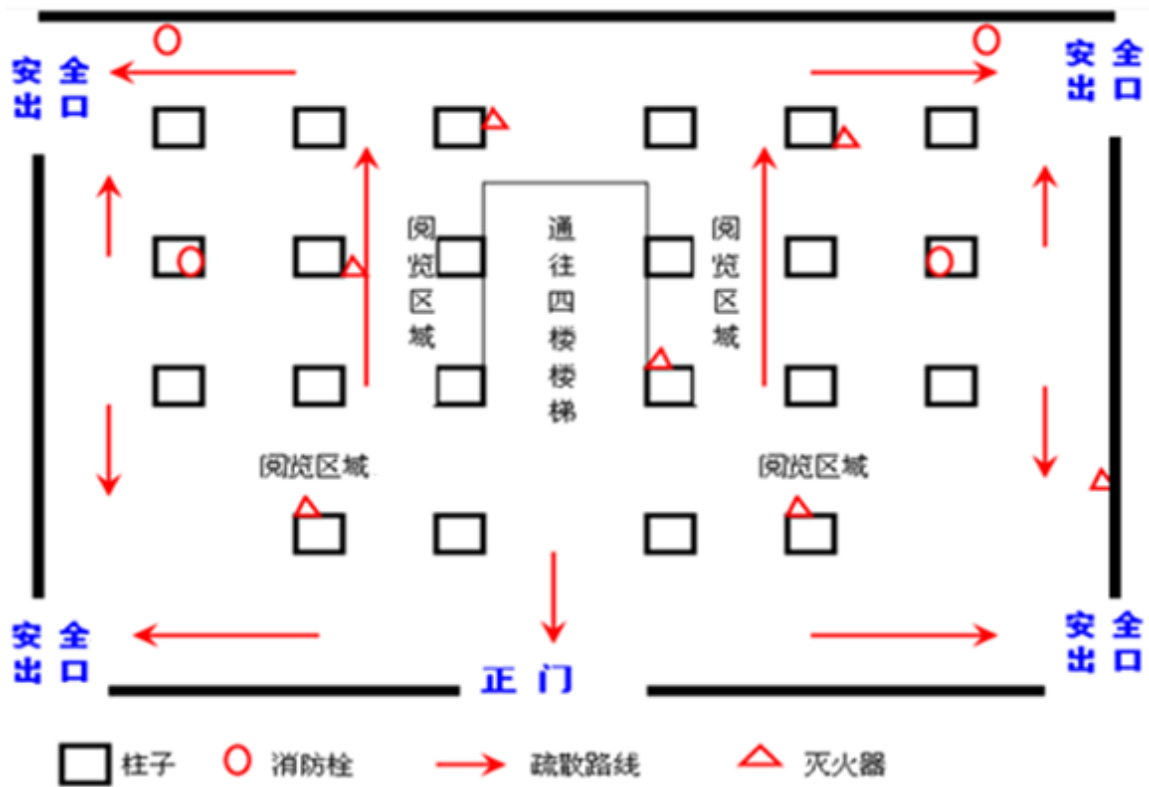 安全出口
安全出口
阅览区域
通往四楼楼梯
阅览区域
阅览区域
阅览区域
安全出口
正门
安全出口
柱子
消防栓
疏散路线
灭火器